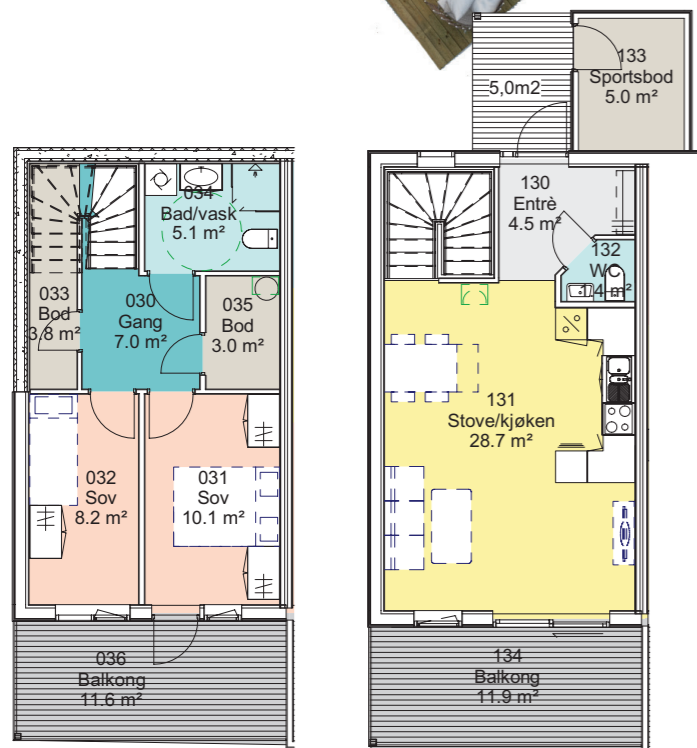 133
Sportsbod
5.0 m²
5,0m2
034
Bad/vask
5.1 m²
130
Entrè
4.5 m²
132
WC
1.4 m²
033
Bod
3.8 m²
030
Gang
7.0 m²
035
Bod
3.0 m²
131
Stove/kjøken
28.7 m²
032
Sov
8.2 m²
031
Sov
10.1 m²
036
Balkong
11.6 m²
134
Balkong
11.9 m²